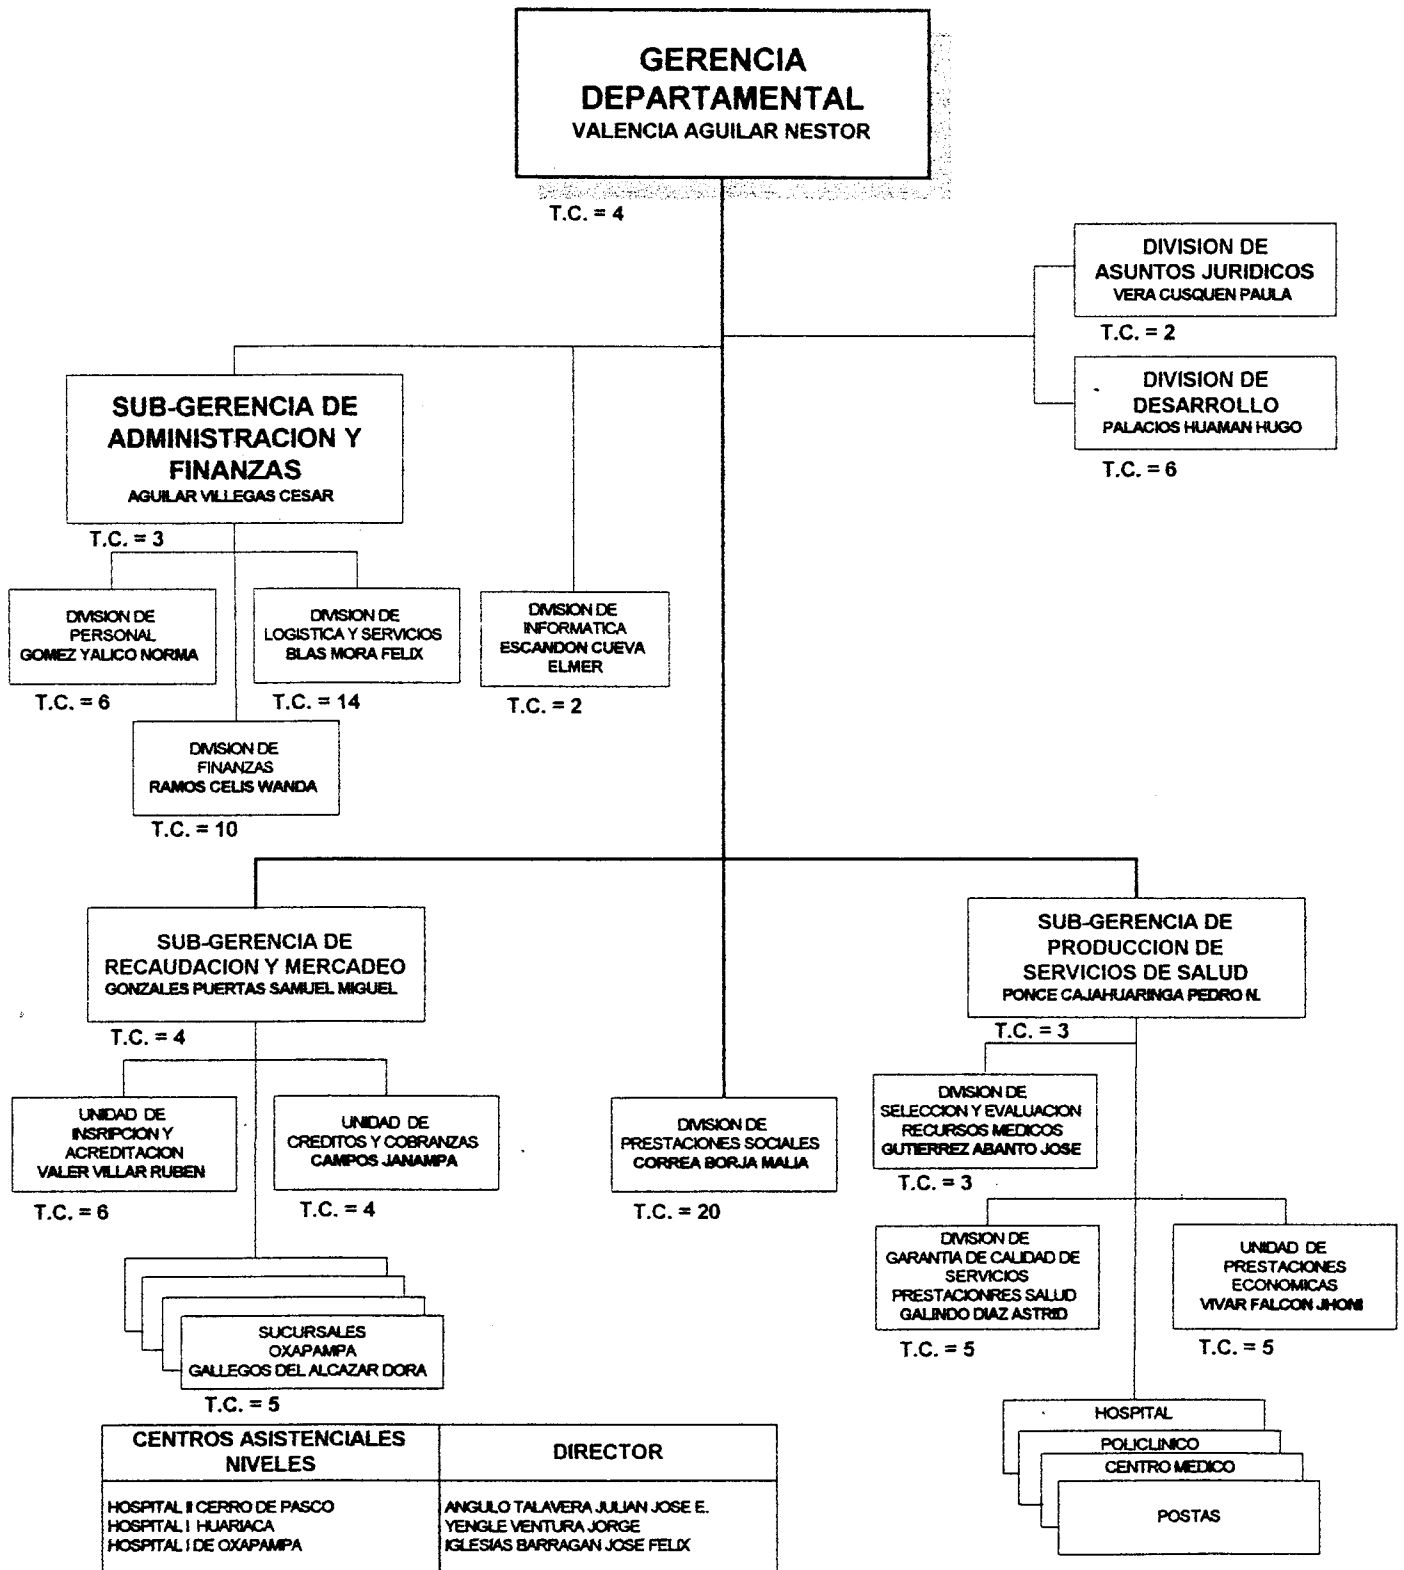 GERENCIA
DEPARTAMENTAL
VALENCIA AGUILAR NESTOR
T.C. = 4
DIVISION DE
ASUNTOS JURIDICOS
VERA CUSQUEN PAULA
T.C. = 2
DIVISION DE
DESARROLLO
PALACIOS HUAMAN HUGO
T.C. = 6
SUB-GERENCIA DE
ADMINISTRACION Y
FINANZAS
AGUILAR VILLEGAS CESAR
T.C. = 3
DIVISION DE
PERSONAL
GOMEZ YALICO NORMA
T.C. = 6
DIVISION DE
LOGISTICA Y SERVICIOS
BLAS MORA FELIX
T.C. = 14
DIVISION DE
INFORMATICA
ESCANDON CUEVA
ELMER
T.C. = 2
DIVISION DE
FINANZAS
RAMOS CELIS WANDA
T.C. = 10
SUB-GERENCIA DE
RECAUDACION Y MERCADEO
GONZALES PUERTAS SAMUEL MIGUEL
T.C. = 4
SUB-GERENCIA DE
PRODUCCION DE
SERVICIOS DE SALUD
PONCE CAJAHUARINGA PEDRO N.
T.C. = 3
UNIDAD DE
INSRIPCION Y
ACREDITACION
VALER VILLAR RUBEN
T.C. = 6
UNIDAD DE
CREDITOS Y COBRANZAS
CAMPOS JANAMPA
T.C. = 4
DIVISION DE
PRESTACIONES SOCIALES
CORREA BORJA MALIA
T.C. = 20
DIVISION DE
SELECCION Y EVALUACION
RECURSOS MEDICOS
GUTIERREZ ABANTO JOSE
T.C. = 3
DIVISION DE
GARANTIA DE CALIDAD DE
SERVICIOS
PRESTACIONRES SALUD
GALINDO DIAZ ASTRID
T.C. = 5
UNIDAD DE
PRESTACIONES
ECONOMICAS
VIVAR FALCON JHONI
T.C. = 5
SUCURSALES
OXAPAMPA
GALLEGOS DEL ALCAZAR DORA
T.C. = 5
HOSPITAL
POLICLINICO
CENTRO MEDICO
POSTAS
CENTROS ASISTENCIALES
NIVELES
DIRECTOR
HOSPITAL II CERRO DE PASCO ANGULO TALAVERA JULIAN JOSE E.
HOSPITAL I HUARIACA YENGLE VENTURA JORGE
HOSPITAL I DE OXAPAMPA IGLESIAS BARRAGAN JOSE FELIX